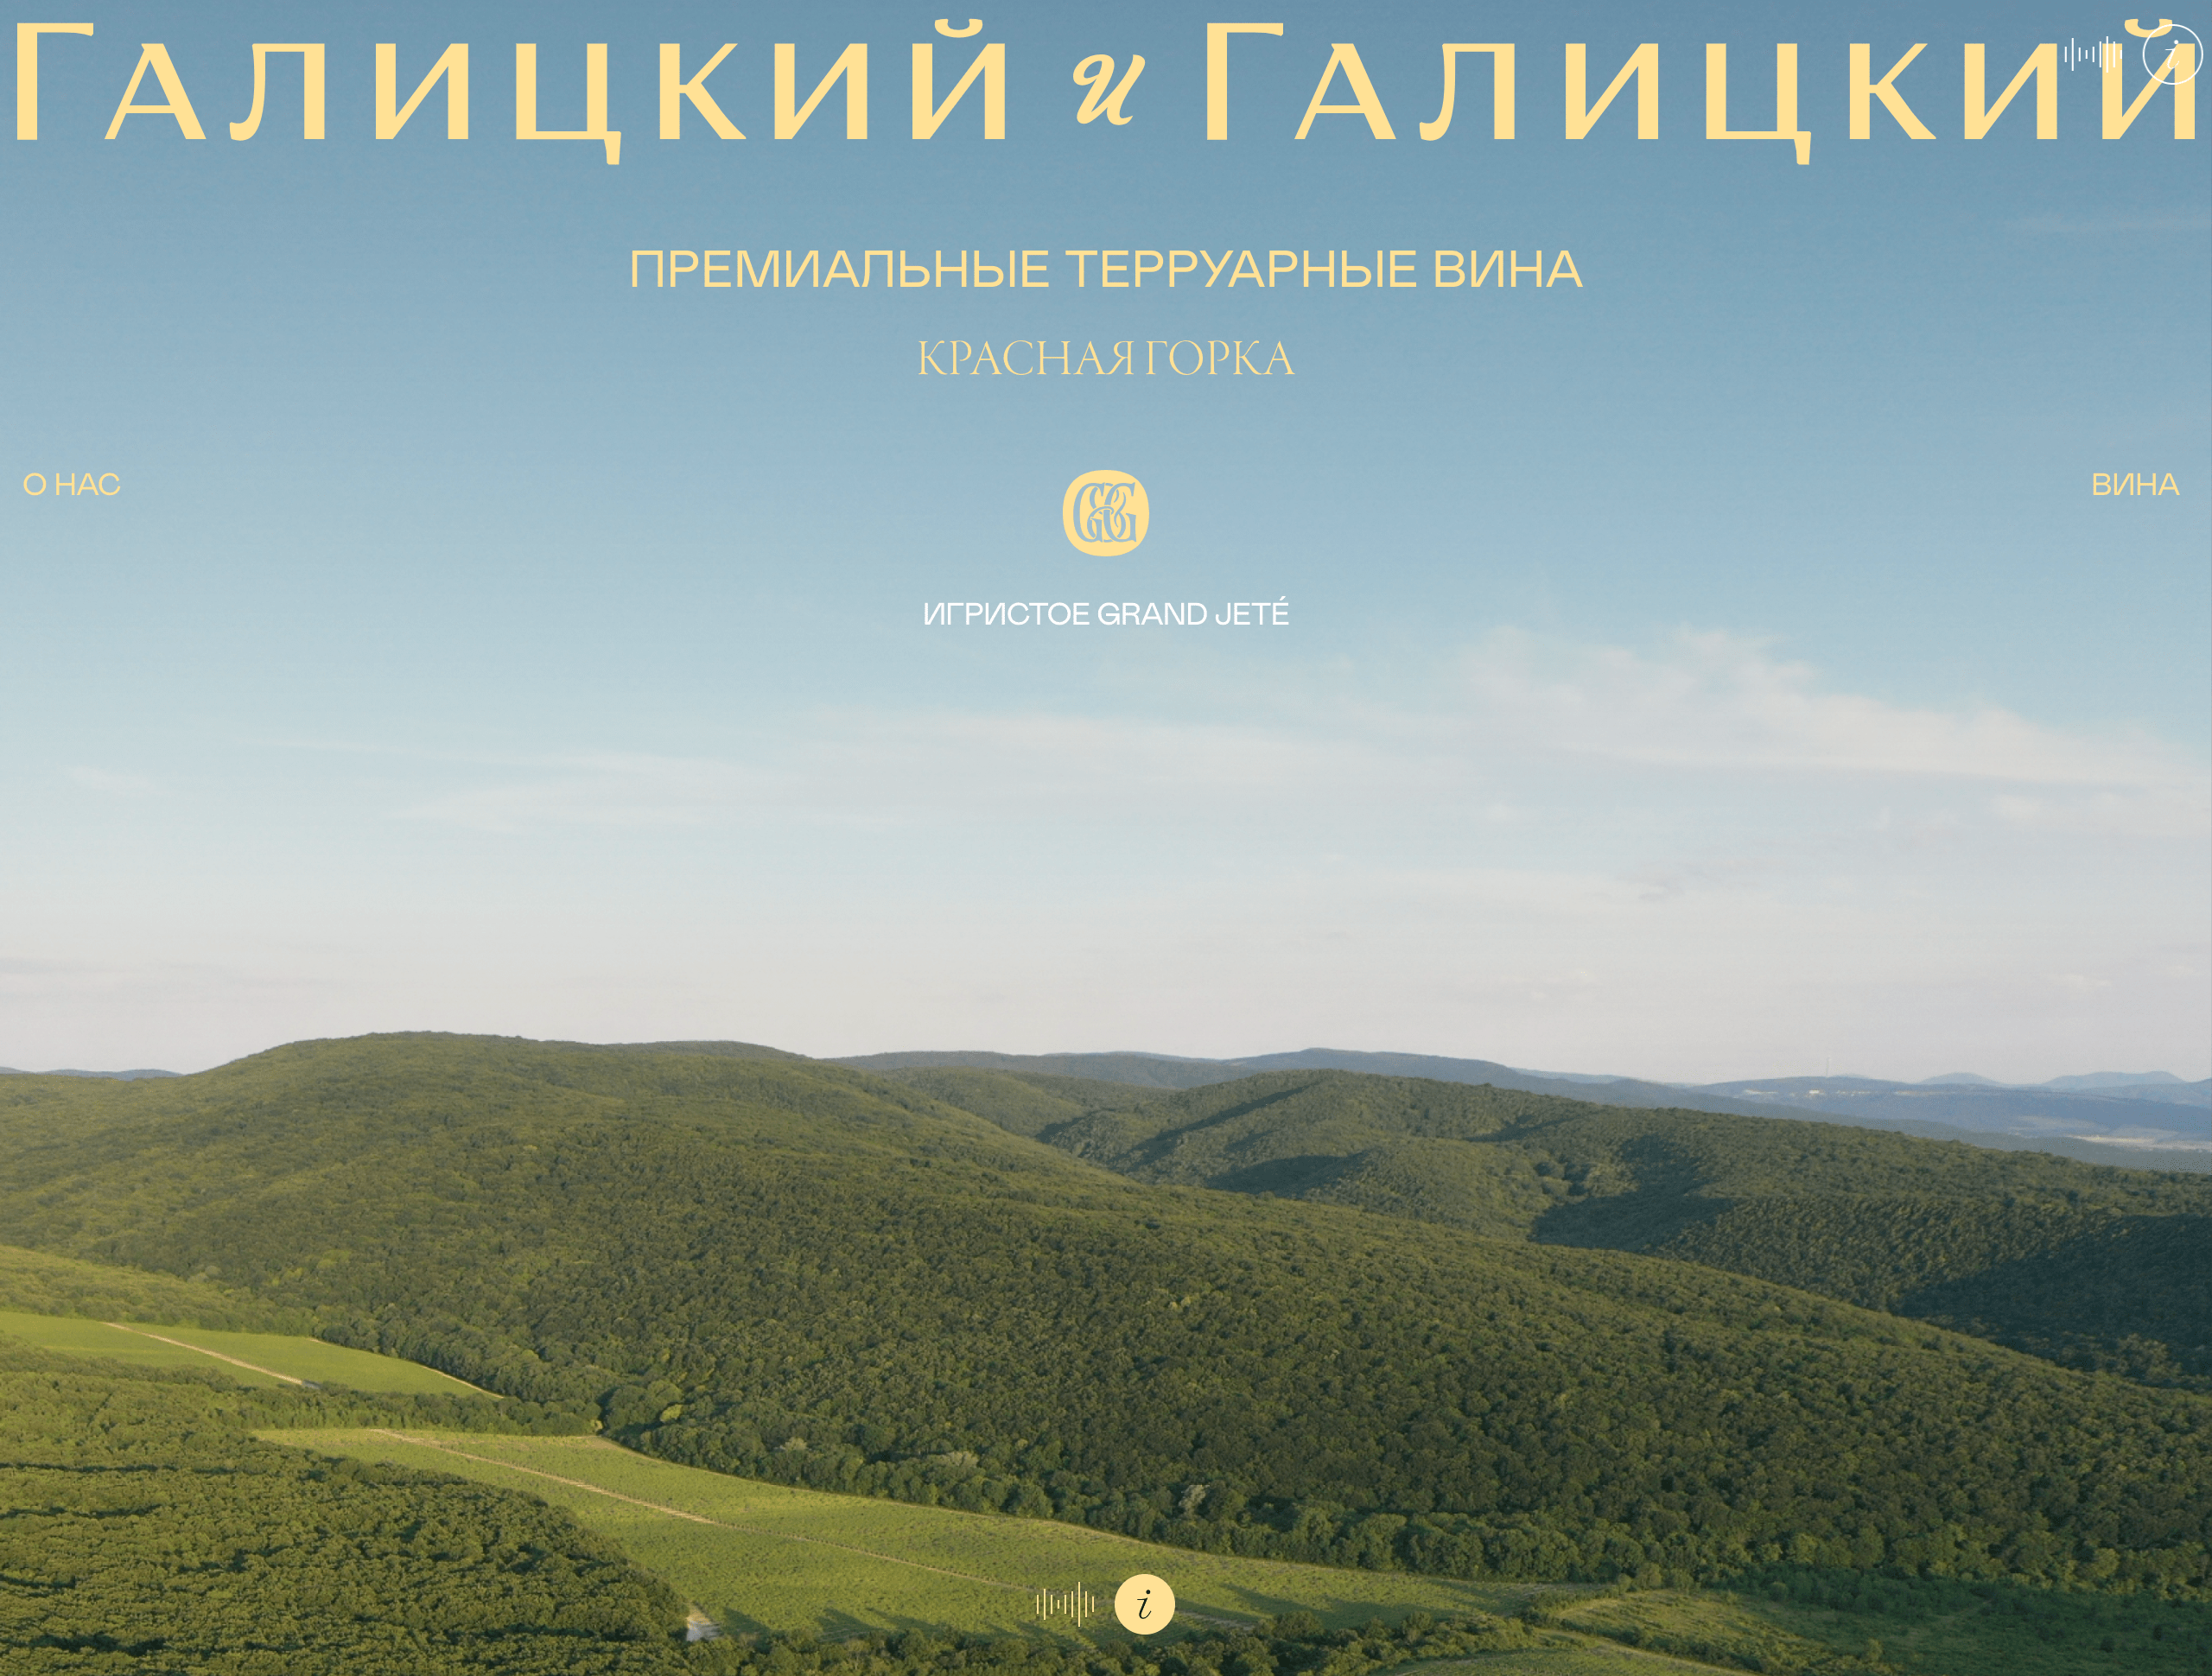 Галицкий и Галицкий
i
ПРЕМИАЛЬНЫЕ ТЕРРУАРНЫЕ ВИНА
КРАСНАЯ ГОРКА
О НАС
ВИНА
G&G
ИГРИСТОЕ GRAND JETÉ
i